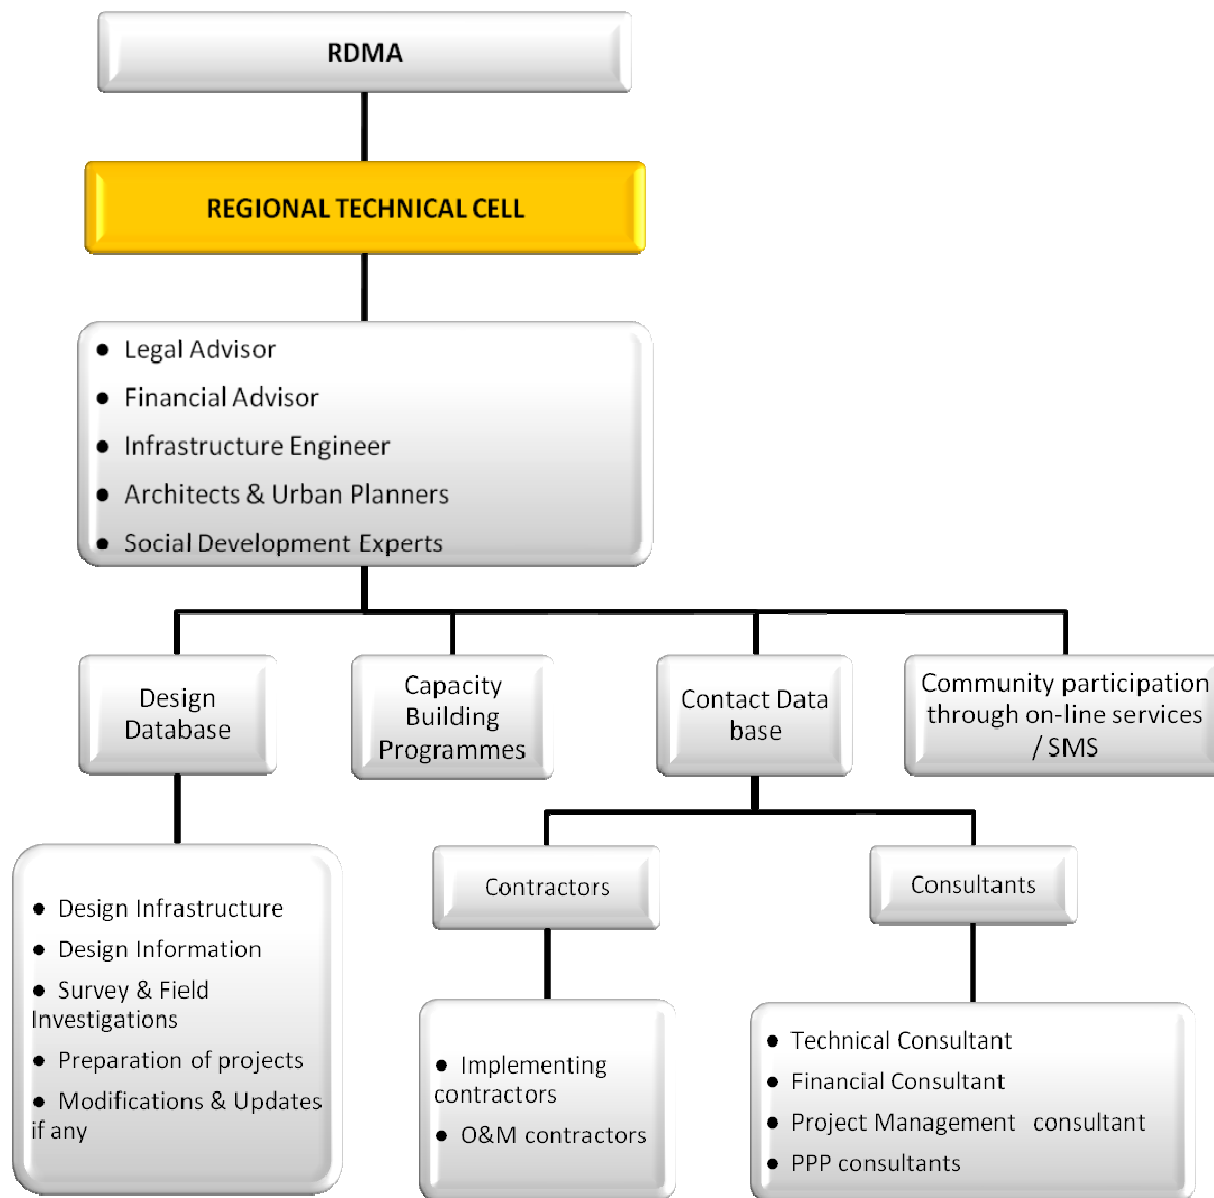 RDMA
REGIONAL TECHNICAL CELL
● Legal Advisor
● Financial Advisor
● Infrastructure Engineer
● Architects & Urban Planners
● Social Development Experts
Design
Database
Capacity
Building
Programmes
Contact Data
base
Community participation
through on-line services
/ SMS
● Design Infrastructure
● Design Information
● Survey & Field
Investigations
● Preparation of projects
● Modifications & Updates
if any
Contractors
● Implementing
contractors
● O&M contractors
Consultants
● Technical Consultant
● Financial Consultant
● Project Management consultant
● PPP consultants